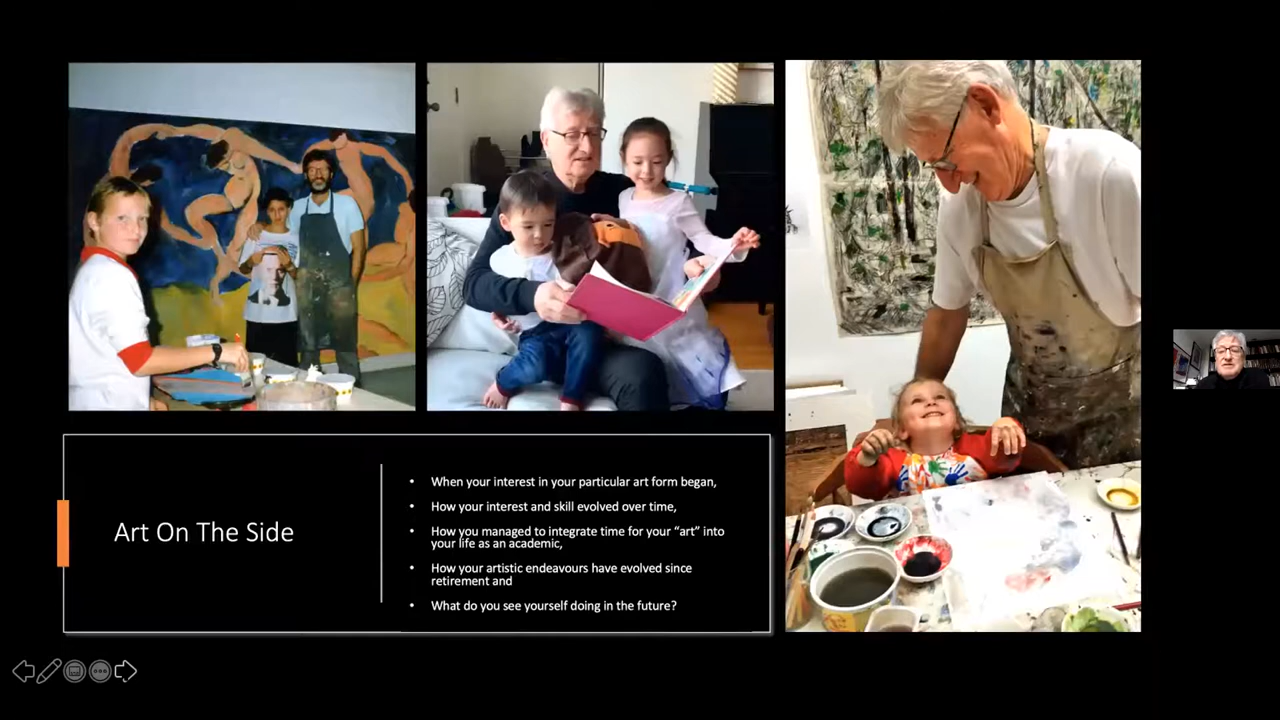 Art On The Side
• When your interest in your particular art form began,
• How your interest and skill evolved over time,
• How you managed to integrate time for your “art” into
your life as an academic,
• How your artistic endeavours have evolved since
retirement and
• What do you see yourself doing in the future?